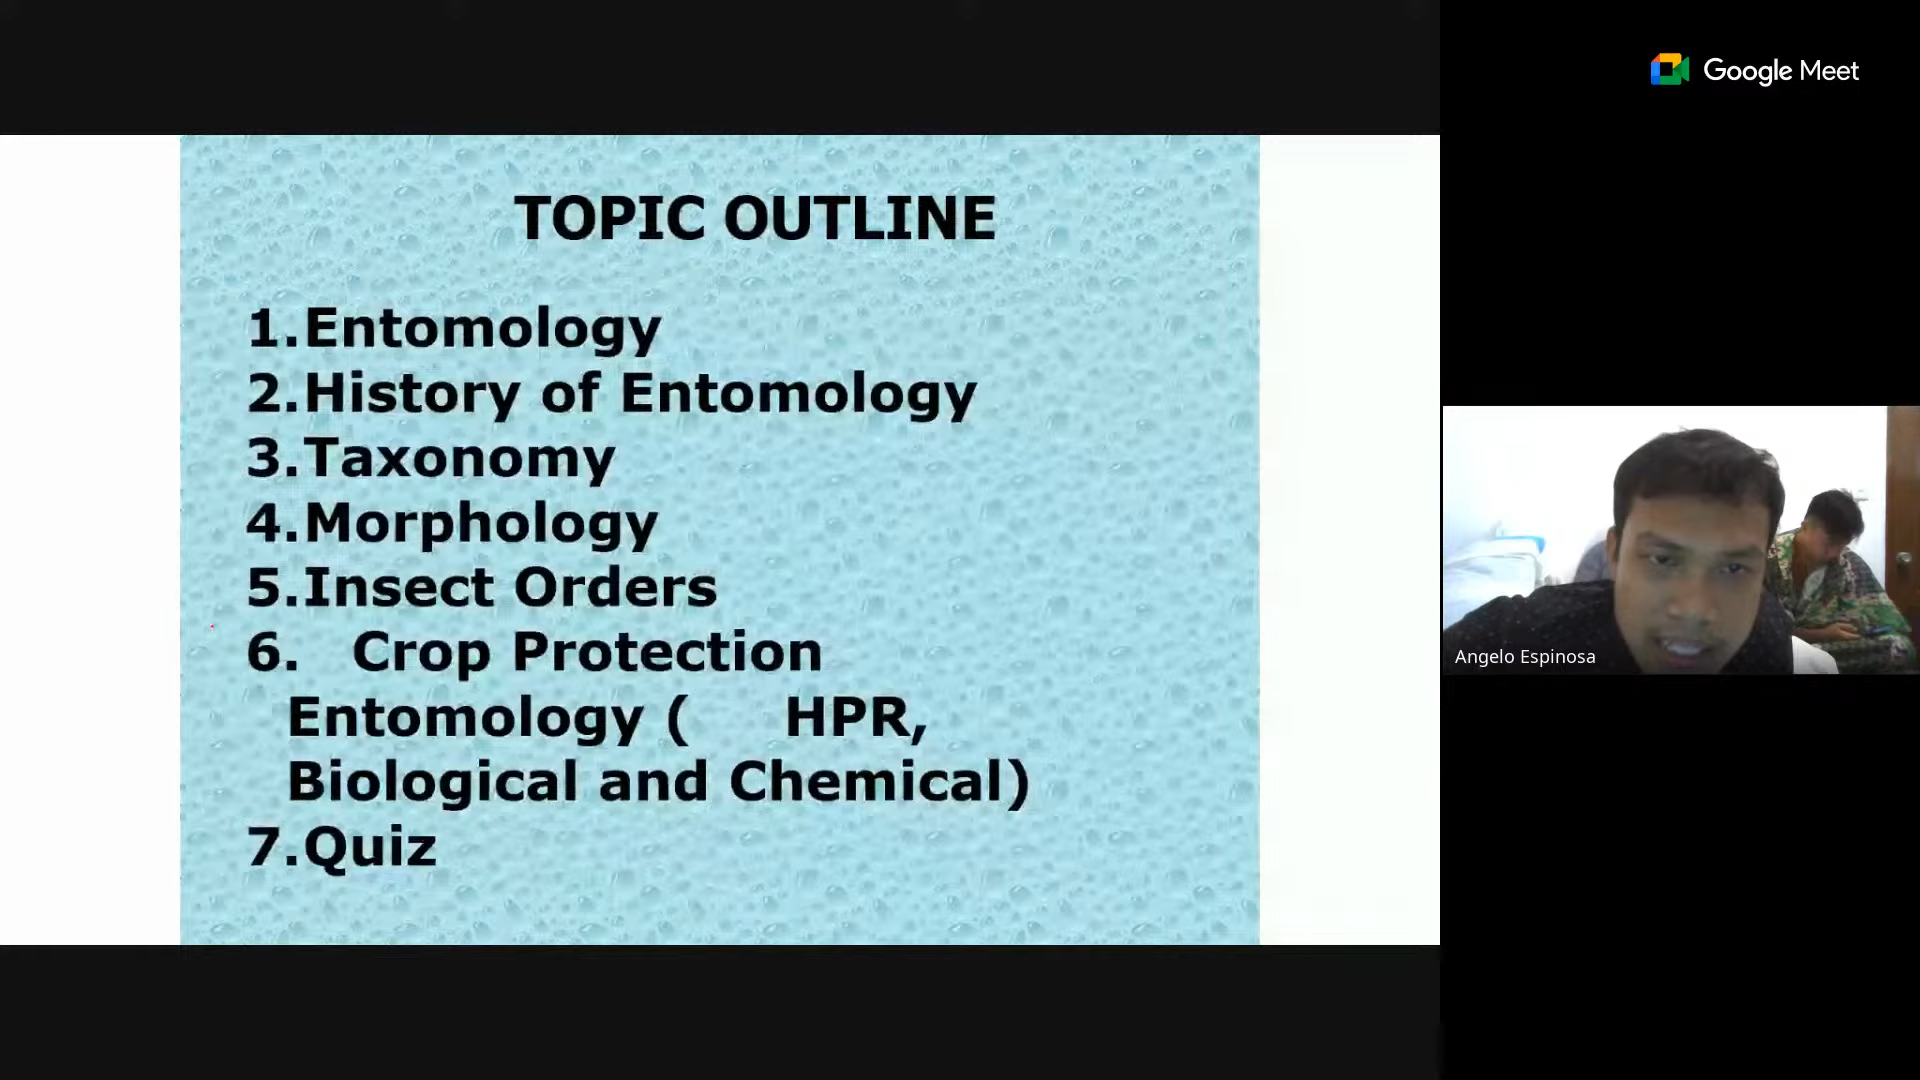 Google Meet
TOPIC OUTLINE
1.Entomology
2.History of Entomology
3.Taxonomy
4.Morphology
5.Insect Orders
6. Crop Protection
Entomology ( HPR,
Biological and Chemical)
7.Quiz
Angelo Espinosa